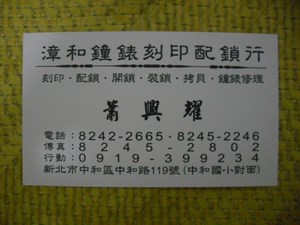 漳和鐘錶刻印配鎖行
刻印・配鎖・開鎖・裝鎖・拷貝・鐘錶修理
蕭興耀
電話：8242-2665・8245-2246
傳真：8245-2802
行動：0919-399234
新北市中和區中和路119號(中和國小對面)